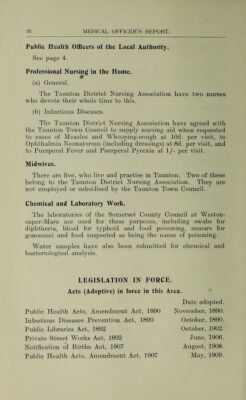 26 MEDICAL OFFICER'S REPORT.
Public Health Officers of the Local Authority.
See page 4.
Professional Nursing in the Home.
(a) General.
The Taunton District Nursing Association have two nurses
who devote their whole time to this.
(b) Infectious Diseases.
The Taunton District Nursing Association have agreed with
the Taunton Town Council to supply nursing aid when requested
to cases of Measles and Whooping-cough at 10d. per visit, to
Ophthalmia Neonatorum (including dressings) at 8d. per visit, and
to Puerperal Fever and Puerperal Pyrexia at 1/- per visit.
Midwives.
There are five, who live and practise in Taunton. Two of these
belong to the Taunton District Nursing Association. They are
not employed or subsidised by the Taunton Town Council.
Chemical and Laboratory Work.
The laboratories of the Somerset County Council at Weston-
super-Mare are used for these purposes, including swabs for
diphtheria, blood for typhoid and food poisoning, smears for
gonococci and food suspected as being the cause of poisoning.
Water samples have also been submitted for chemical and
bacteriological analysis.
LEGISLATION IN FORCE.
Acts (Adoptive) in force in this Area.
Date adopted.
Public Health Acts, Amendment Act, 1890 November, 1890.
Infectious Diseases Prevention Act, 1890 October, 1890.
Public Libraries Act, 1892 October, 1902.
Private Street Works Act, 1892 June, 1906.
Notification of Births Act, 1907 August, 1908.
Public Health Acts, Amendment Act, 1907 May, 1909.